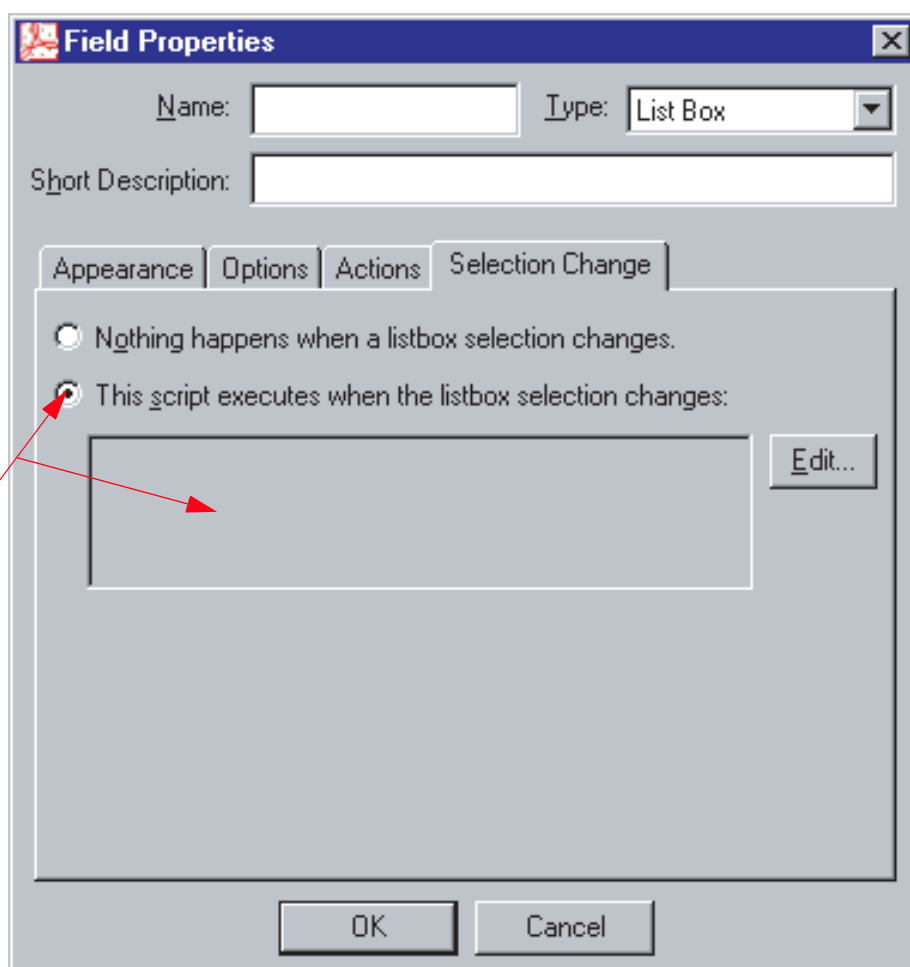 Field Properties
Name:
Type: List Box
Short Description:
Appearance Options Actions Selection Change
Nothing happens when a listbox selection changes.
This script executes when the listbox selection changes:
Edit...
OK Cancel